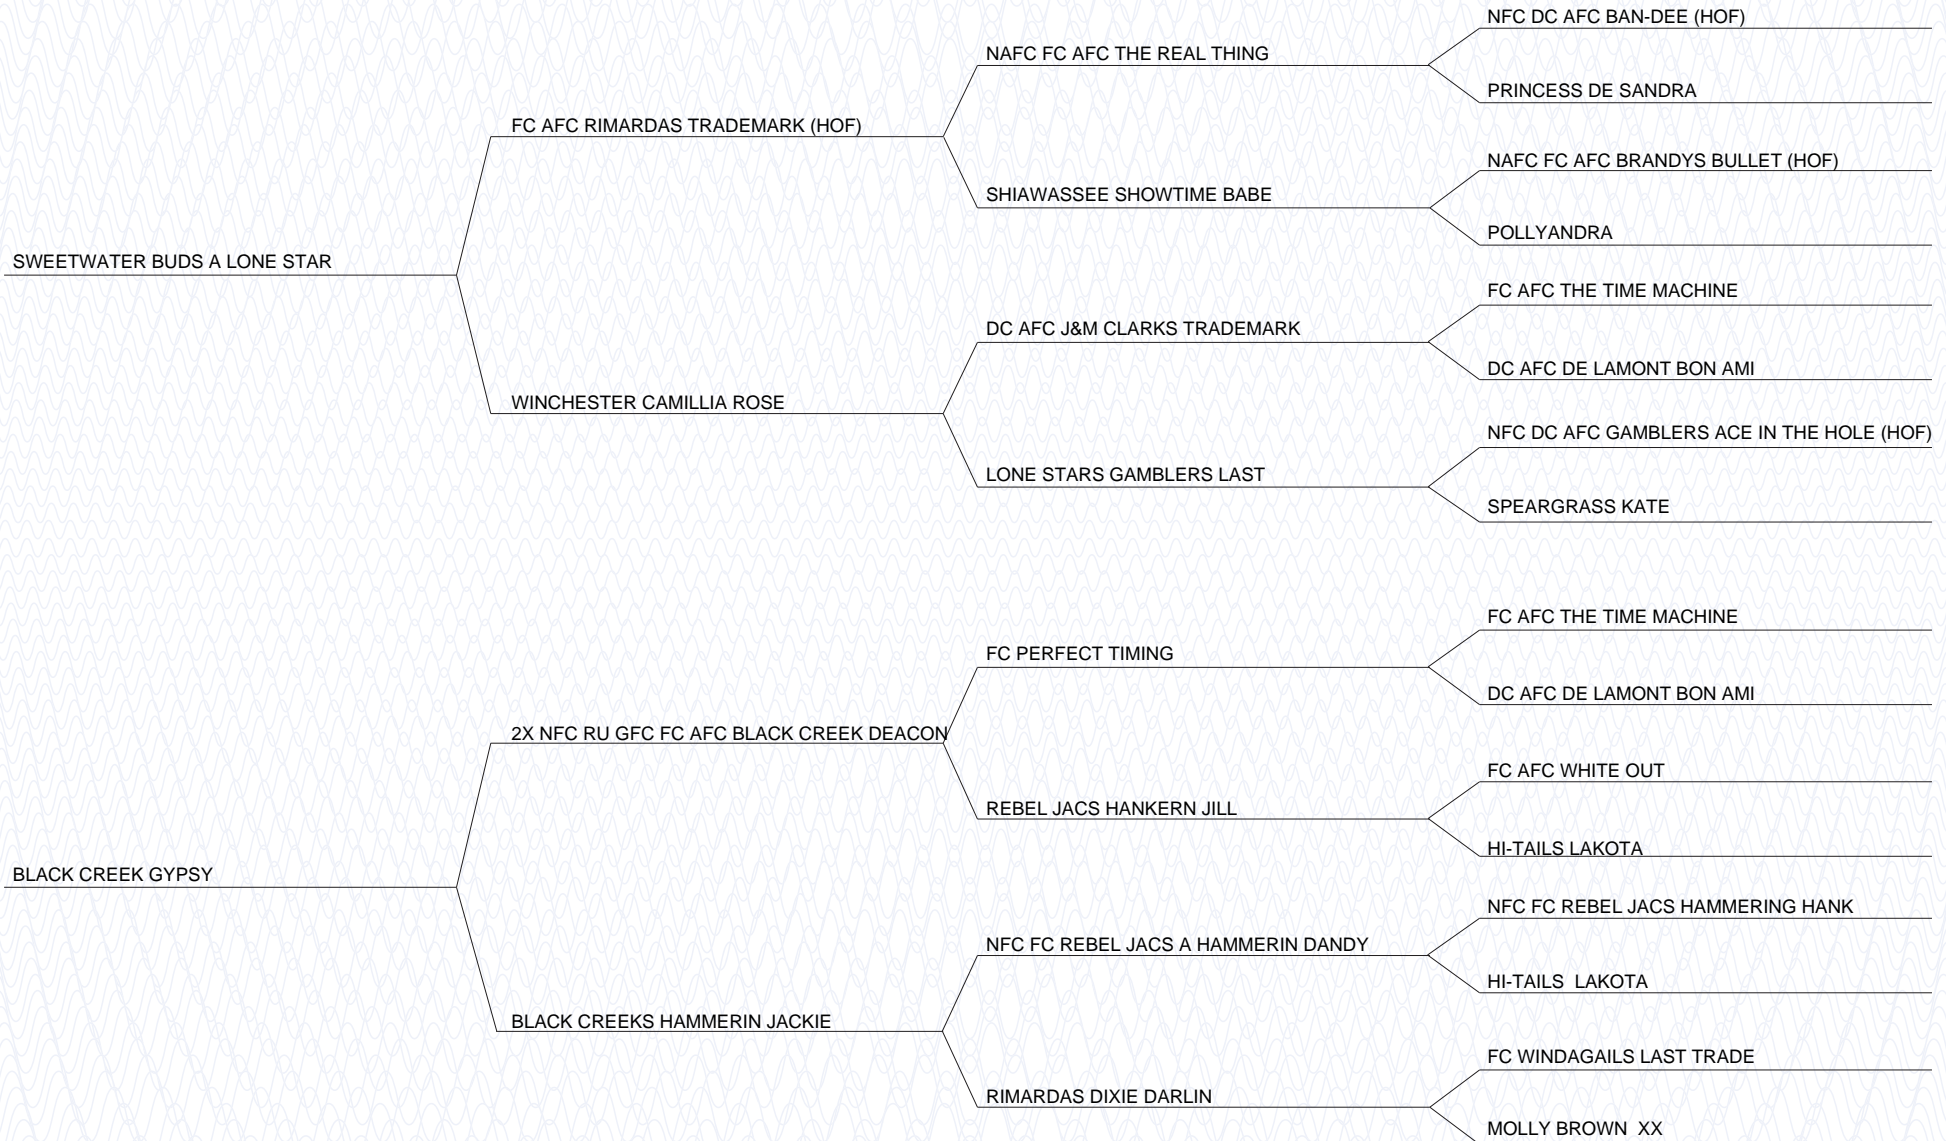 NFC DC AFC BAN-DEE (HOF)
NAFC FC AFC THE REAL THING
PRINCESS DE SANDRA
FC AFC RIMARDAS TRADEMARK (HOF)
NAFC FC AFC BRANDYS BULLET (HOF)
SHIAWASSEE SHOWTIME BABE
POLLYANDRA
SWEETWATER BUDS A LONE STAR
FC AFC THE TIME MACHINE
DC AFC J&M CLARKS TRADEMARK
DC AFC DE LAMONT BON AMI
WINCHESTER CAMILLIA ROSE
NFC DC AFC GAMBLERS ACE IN THE HOLE (HOF)
LONE STARS GAMBLERS LAST
SPEARGRASS KATE
FC AFC THE TIME MACHINE
FC PERFECT TIMING
DC AFC DE LAMONT BON AMI
2X NFC RU GFC FC AFC BLACK CREEK DEACON
FC AFC WHITE OUT
REBEL JACS HANKERN JILL
HI-TAILS LAKOTA
BLACK CREEK GYPSY
NFC FC REBEL JACS HAMMERING HANK
NFC FC REBEL JACS A HAMMERIN DANDY
HI-TAILS  LAKOTA
BLACK CREEKS HAMMERIN JACKIE
FC WINDAGAILS LAST TRADE
RIMARDAS DIXIE DARLIN
MOLLY BROWN  XX